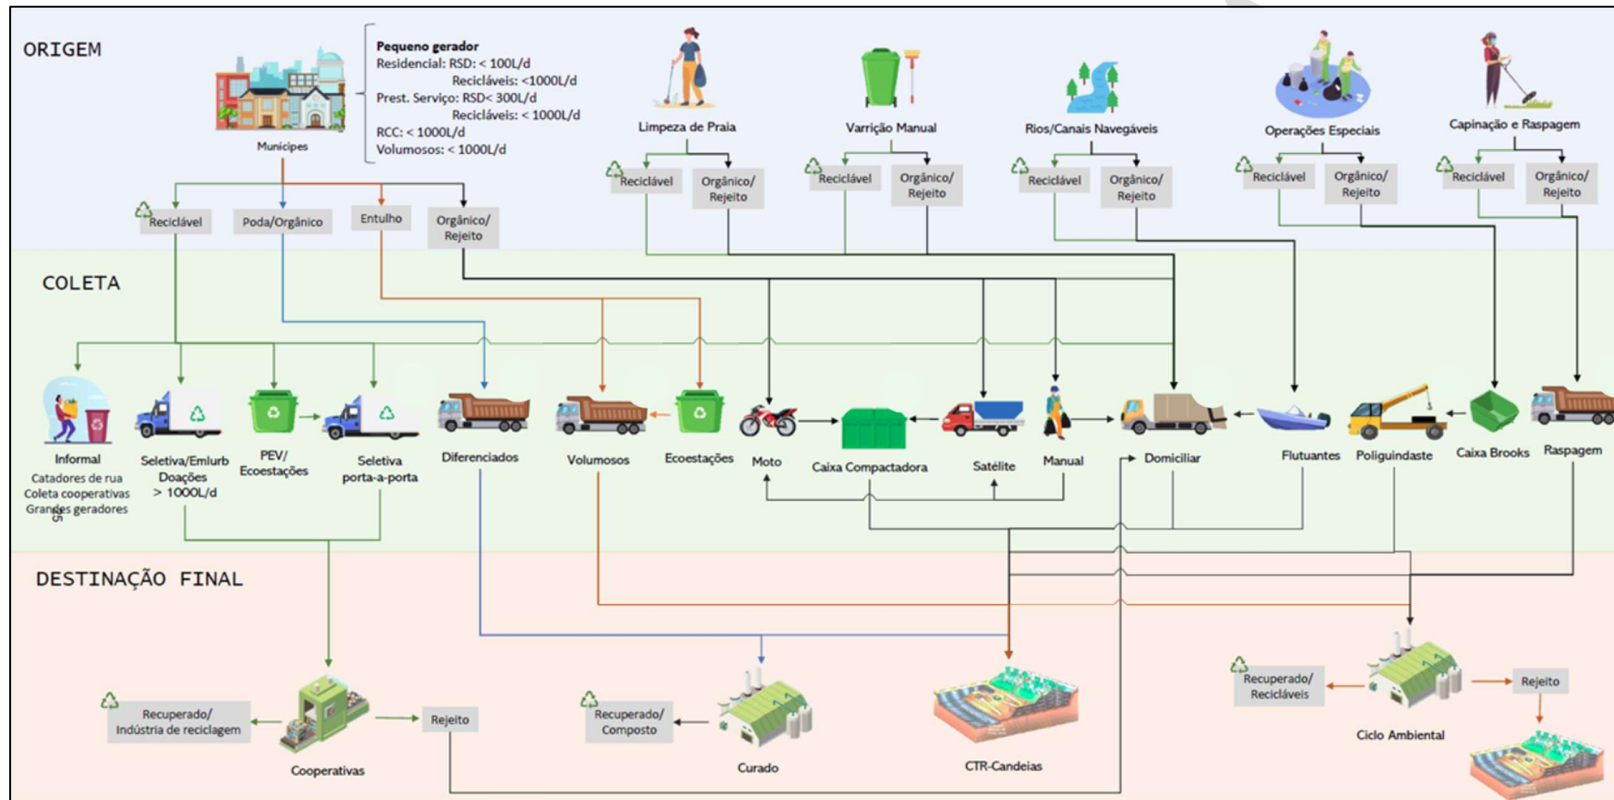 ORIGEM
Pequeno gerador
Residencial: RSD: < 100L/d
Recicláveis: <1000L/d
Prest. Serviço: RSD< 300L/d
Recicláveis: < 1000L/d
RCC: < 1000L/d
Volumosos: < 1000L/d
Munícipes
Limpeza de Praia
Varrição Manual
Rios/Canais Navegáveis
Operações Especiais
Capinação e Raspagem
Reciclável
Orgânico/
Rejeito
Reciclável
Orgânico/
Rejeito
Reciclável
Orgânico/
Rejeito
Reciclável
Orgânico/
Rejeito
Reciclável
Orgânico/
Rejeito
Reciclável
Poda/Orgânico
Entulho
Orgânico/
Rejeito
COLETA
Informal
Catadores de rua
Coleta cooperativas
Grandes geradores
Seletiva/Emlurb
Doações
> 1000L/d
PEV/
Ecoestações
Seletiva
porta-a-porta
Diferenciados
Volumosos
Ecoestações
Moto
Caixa Compactadora
Satélite
Manual
Domiciliar
Flutuantes
Poliguindaste
Caixa Brooks
Raspagem
DESTINAÇÃO FINAL
Recuperado/
Indústria de reciclagem
Cooperativas
Rejeito
Recuperado/
Composto
Curado
CTR-Candeias
Recuperado/
Recicláveis
Ciclo Ambiental
Rejeito